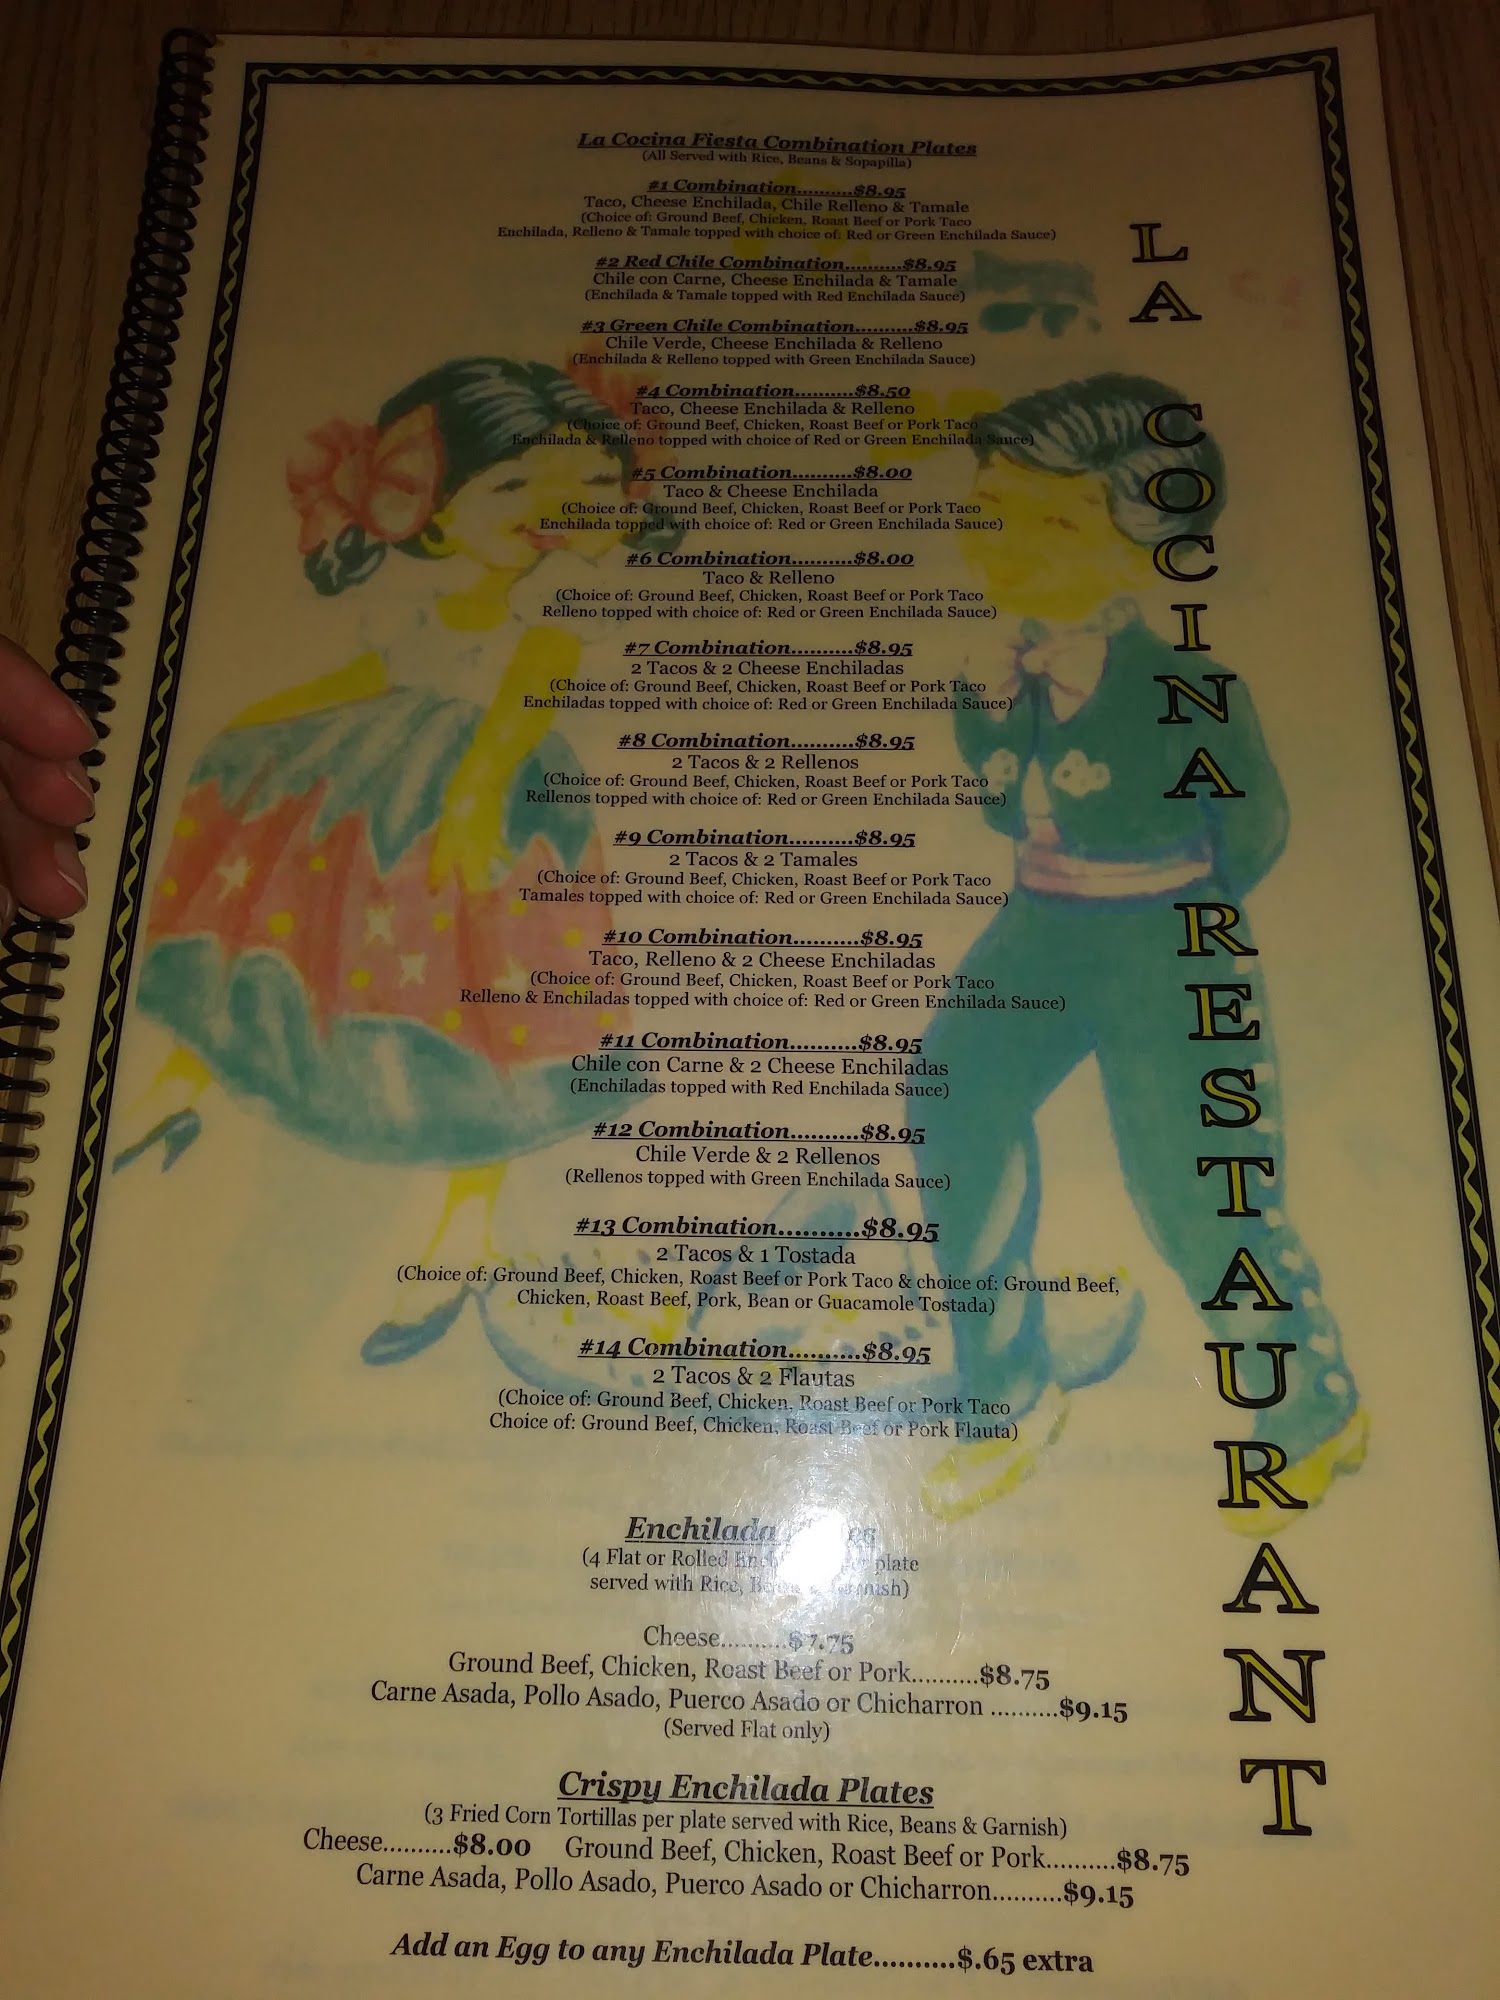 La Cocina Fiesta Combination Plates
(All Served with Rice, Beans & Sopapilla)
#1 Combination..........$8.95
Taco, Cheese Enchilada, Chile Relleno & Tamale
(Choice of: Ground Beef, Chicken, Roast Beef or Pork Taco
Enchilada, Relleno & Tamale topped with choice of: Red or Green Enchilada Sauce)
#2 Red Chile Combination..........$8.95
Chile con Carne, Cheese Enchilada & Tamale
(Enchilada & Tamale topped with Red Enchilada Sauce)
#3 Green Chile Combination..........$8.95
Chile Verde, Cheese Enchilada & Relleno
(Enchilada & Relleno topped with Green Enchilada Sauce)
#4 Combination..........$8.50
Taco, Cheese Enchilada & Relleno
(Choice of: Ground Beef, Chicken, Roast Beef or Pork Taco
Enchilada & Relleno topped with choice of Red or Green Enchilada Sauce)
#5 Combination..........$8.00
Taco & Cheese Enchilada
(Choice of: Ground Beef, Chicken, Roast Beef or Pork Taco
Enchilada topped with choice of: Red or Green Enchilada Sauce)
#6 Combination..........$8.00
Taco & Relleno
(Choice of: Ground Beef, Chicken, Roast Beef or Pork Taco
Relleno topped with choice of: Red or Green Enchilada Sauce)
#7 Combination..........$8.95
2 Tacos & 2 Cheese Enchiladas
(Choice of: Ground Beef, Chicken, Roast Beef or Pork Taco
Enchiladas topped with choice of: Red or Green Enchilada Sauce)
#8 Combination..........$8.95
2 Tacos & 2 Rellenos
(Choice of: Ground Beef, Chicken, Roast Beef or Pork Taco
Rellenos topped with choice of: Red or Green Enchilada Sauce)
#9 Combination..........$8.95
2 Tacos & 2 Tamales
(Choice of: Ground Beef, Chicken, Roast Beef or Pork Taco
Tamales topped with choice of: Red or Green Enchilada Sauce)
#10 Combination..........$8.95
Taco, Relleno & 2 Cheese Enchiladas
(Choice of: Ground Beef, Chicken, Roast Beef or Pork Taco
Relleno & Enchiladas topped with choice of: Red or Green Enchilada Sauce)
#11 Combination..........$8.95
Chile con Carne & 2 Cheese Enchiladas
(Enchiladas topped with Red Enchilada Sauce)
#12 Combination..........$8.95
Chile Verde & 2 Rellenos
(Rellenos topped with Green Enchilada Sauce)
#13 Combination..........$8.95
2 Tacos & 1 Tostada
(Choice of: Ground Beef, Chicken, Roast Beef or Pork Taco & choice of: Ground Beef,
Chicken, Roast Beef, Pork, Bean or Guacamole Tostada)
#14 Combination..........$8.95
2 Tacos & 2 Flautas
(Choice of: Ground Beef, Chicken, Roast Beef or Pork Taco
Choice of: Ground Beef, Chicken, Roast Beef or Pork Flauta)
Enchilada
(4 Flat or Rolled per plate
served with Rice, Garnish)
Cheese..........$7.75
Ground Beef, Chicken, Roast Beef or Pork..........$8.75
Carne Asada, Pollo Asado, Puerco Asado or Chicharron ..........$9.15
(Served Flat only)
Crispy Enchilada Plates
(3 Fried Corn Tortillas per plate served with Rice, Beans & Garnish)
Cheese..........$8.00 Ground Beef, Chicken, Roast Beef or Pork..........$8.75
Carne Asada, Pollo Asado, Puerco Asado or Chicharron..........$9.15
Add an Egg to any Enchilada Plate..........$.65 extra
LA COCINA RESTAURANT